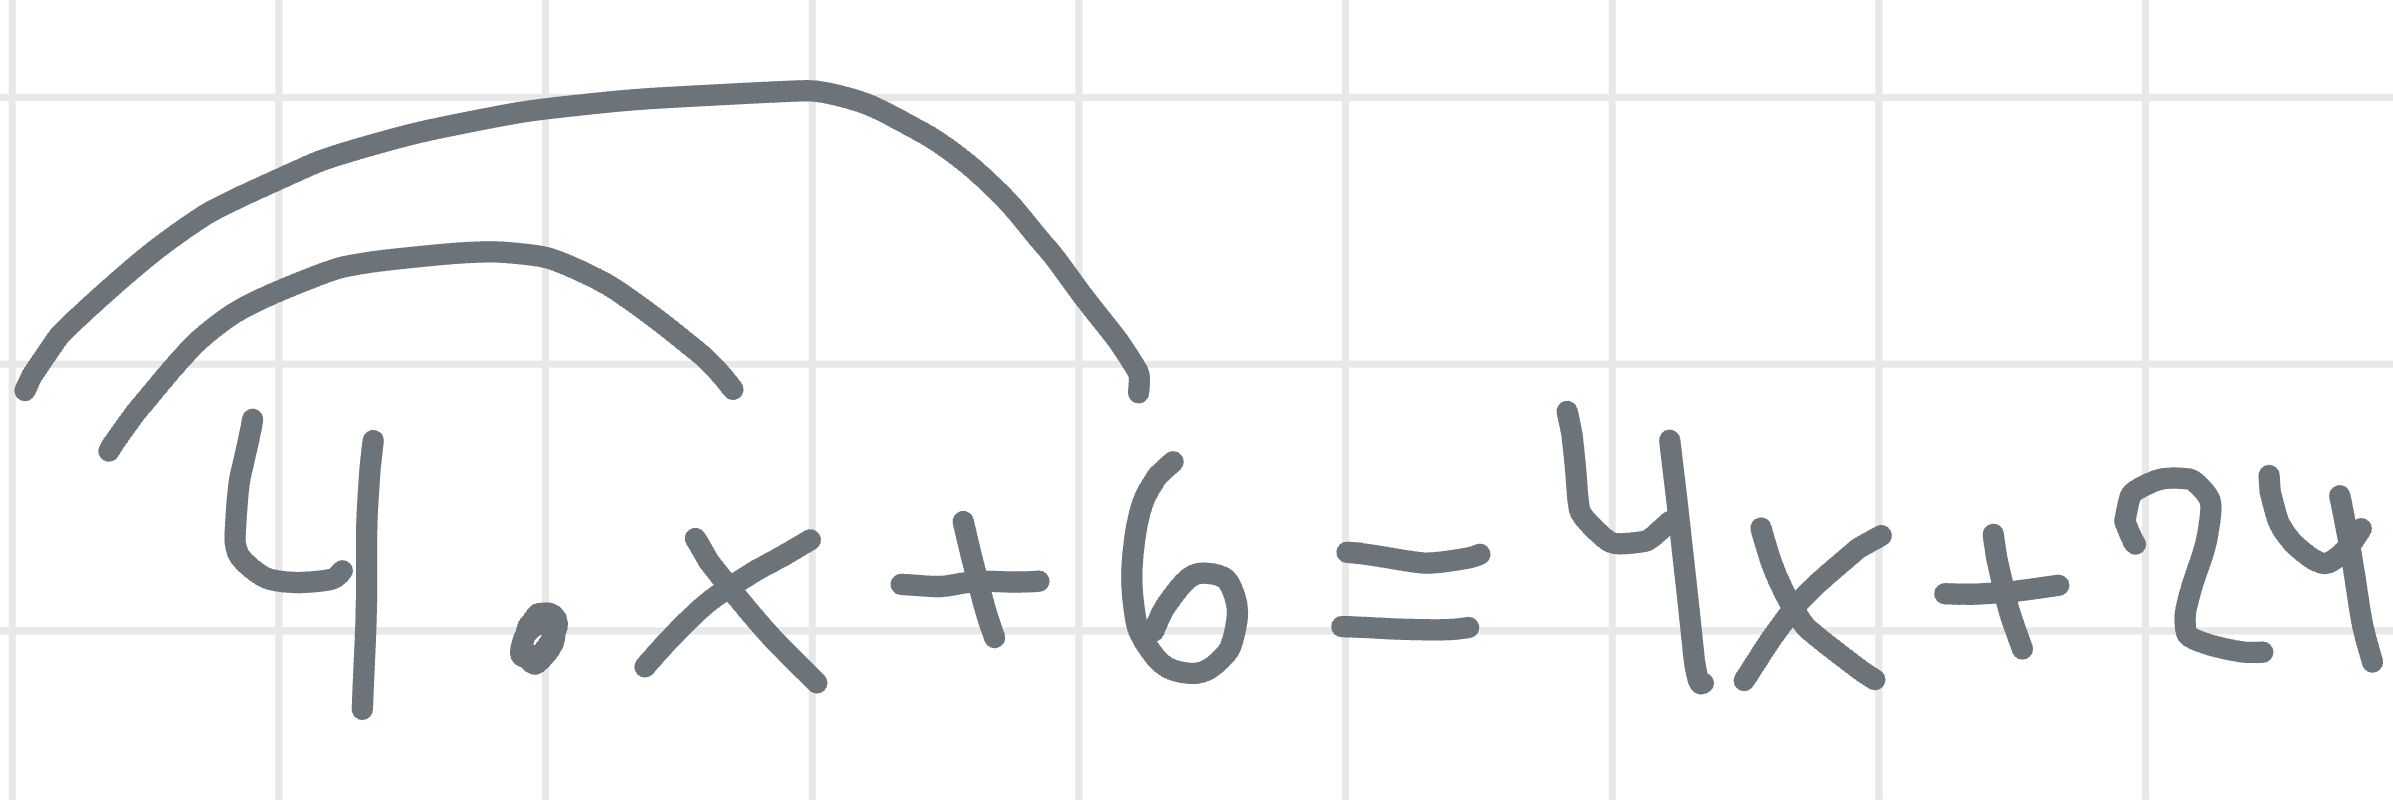 4 . x + 6 = 4x + 24